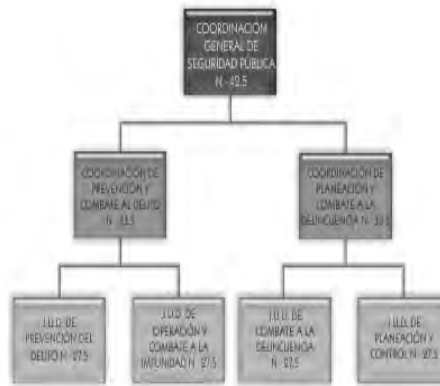 COORDINACIÓN
GENERAL DE
SEGURIDAD PÚBLICA
N - 42.5
COORDINACIÓN DE
PREVENCIÓN Y
COMBATE AL DELITO
N - 33.5
COORDINACIÓN DE
PLANEACIÓN Y
COMBATE A LA
DELINCUENCIA N - 33.5
J.U.D. DE
PREVENCIÓN DEL
DELITO N - 27.5
J.U.D. DE
OPERACIÓN Y
COMBATE A LA
IMPUNIDAD N - 27.5
J.U.D. DE
COMBATE A LA
DELINCUENCIA
N - 27.5
J.U.D. DE
PLANEACIÓN Y
CONTROL N - 27.5